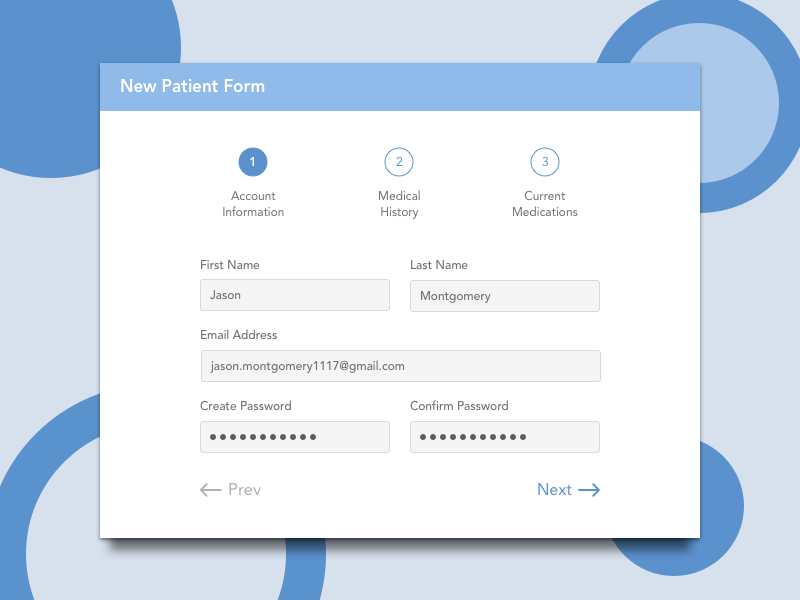 New Patient Form
1 2 3
Account Medical Current
Information History Medications
First Name Last Name
Jason Montgomery
Email Address
jason.montgomery1117@gmail.com
Create Password Confirm Password
●●●●●●●●●●● ●●●●●●●●●●●
← Prev Next →